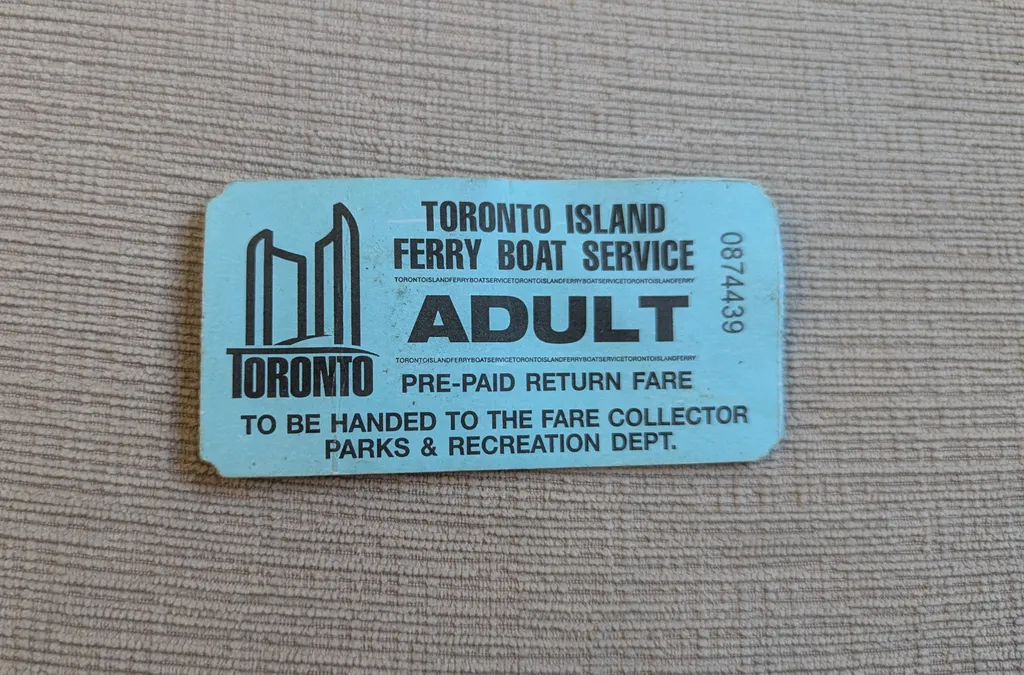 TORONTO ISLAND
FERRY BOAT SERVICE
TORONTOISLANDFERRYBOATSERVICETORONTOISLANDFERRYBOATSERVICETORONTOISLANDFERRY
ADULT
TORONTOISLANDFERRYBOATSERVICETORONTOISLANDFERRYBOATSERVICETORONTOISLANDFERRY
PRE-PAID RETURN FARE
TORONTO
TO BE HANDED TO THE FARE COLLECTOR
PARKS & RECREATION DEPT.
0874439